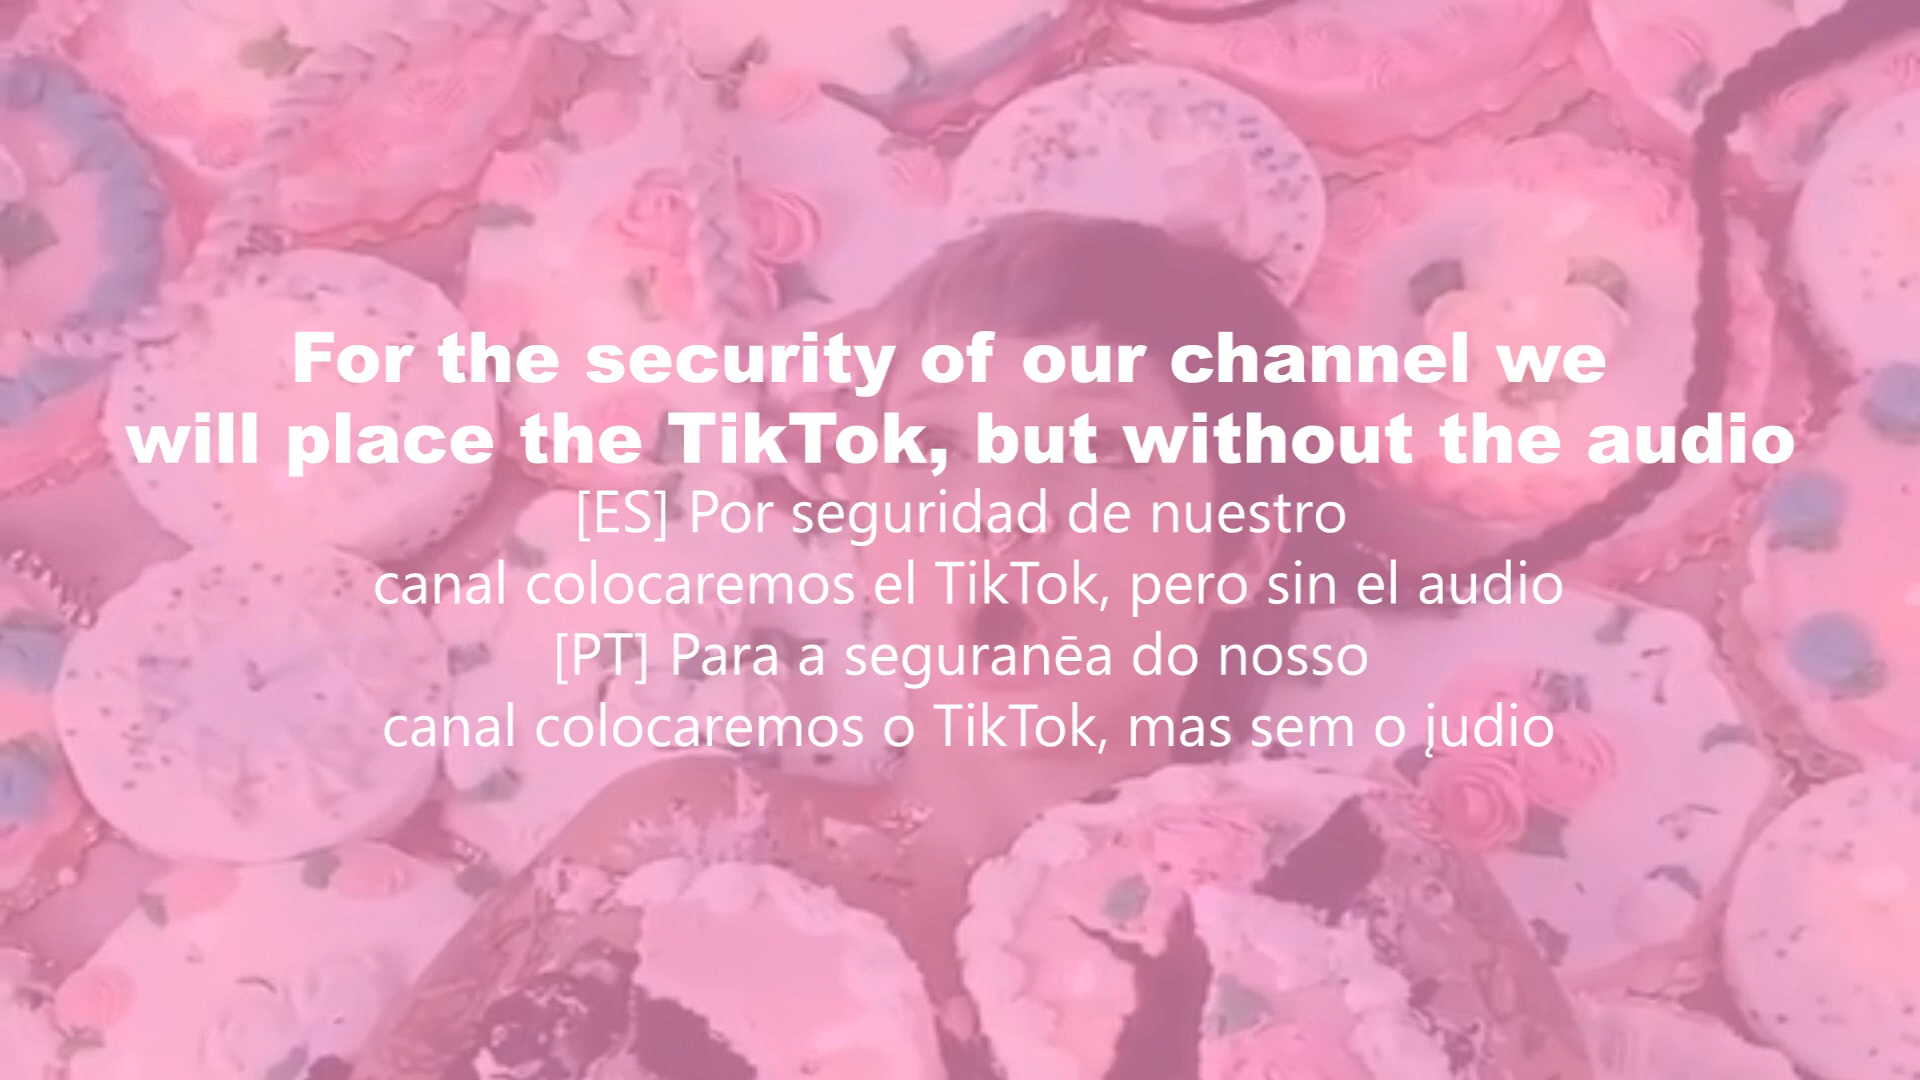 For the security of our channel we
will place the TikTok, but without the audio
[ES] Por seguridad de nuestro
canal colocaremos el TikTok, pero sin el audio
[PT] Para a seguranēa do nosso
canal colocaremos o TikTok, mas sem o įudio